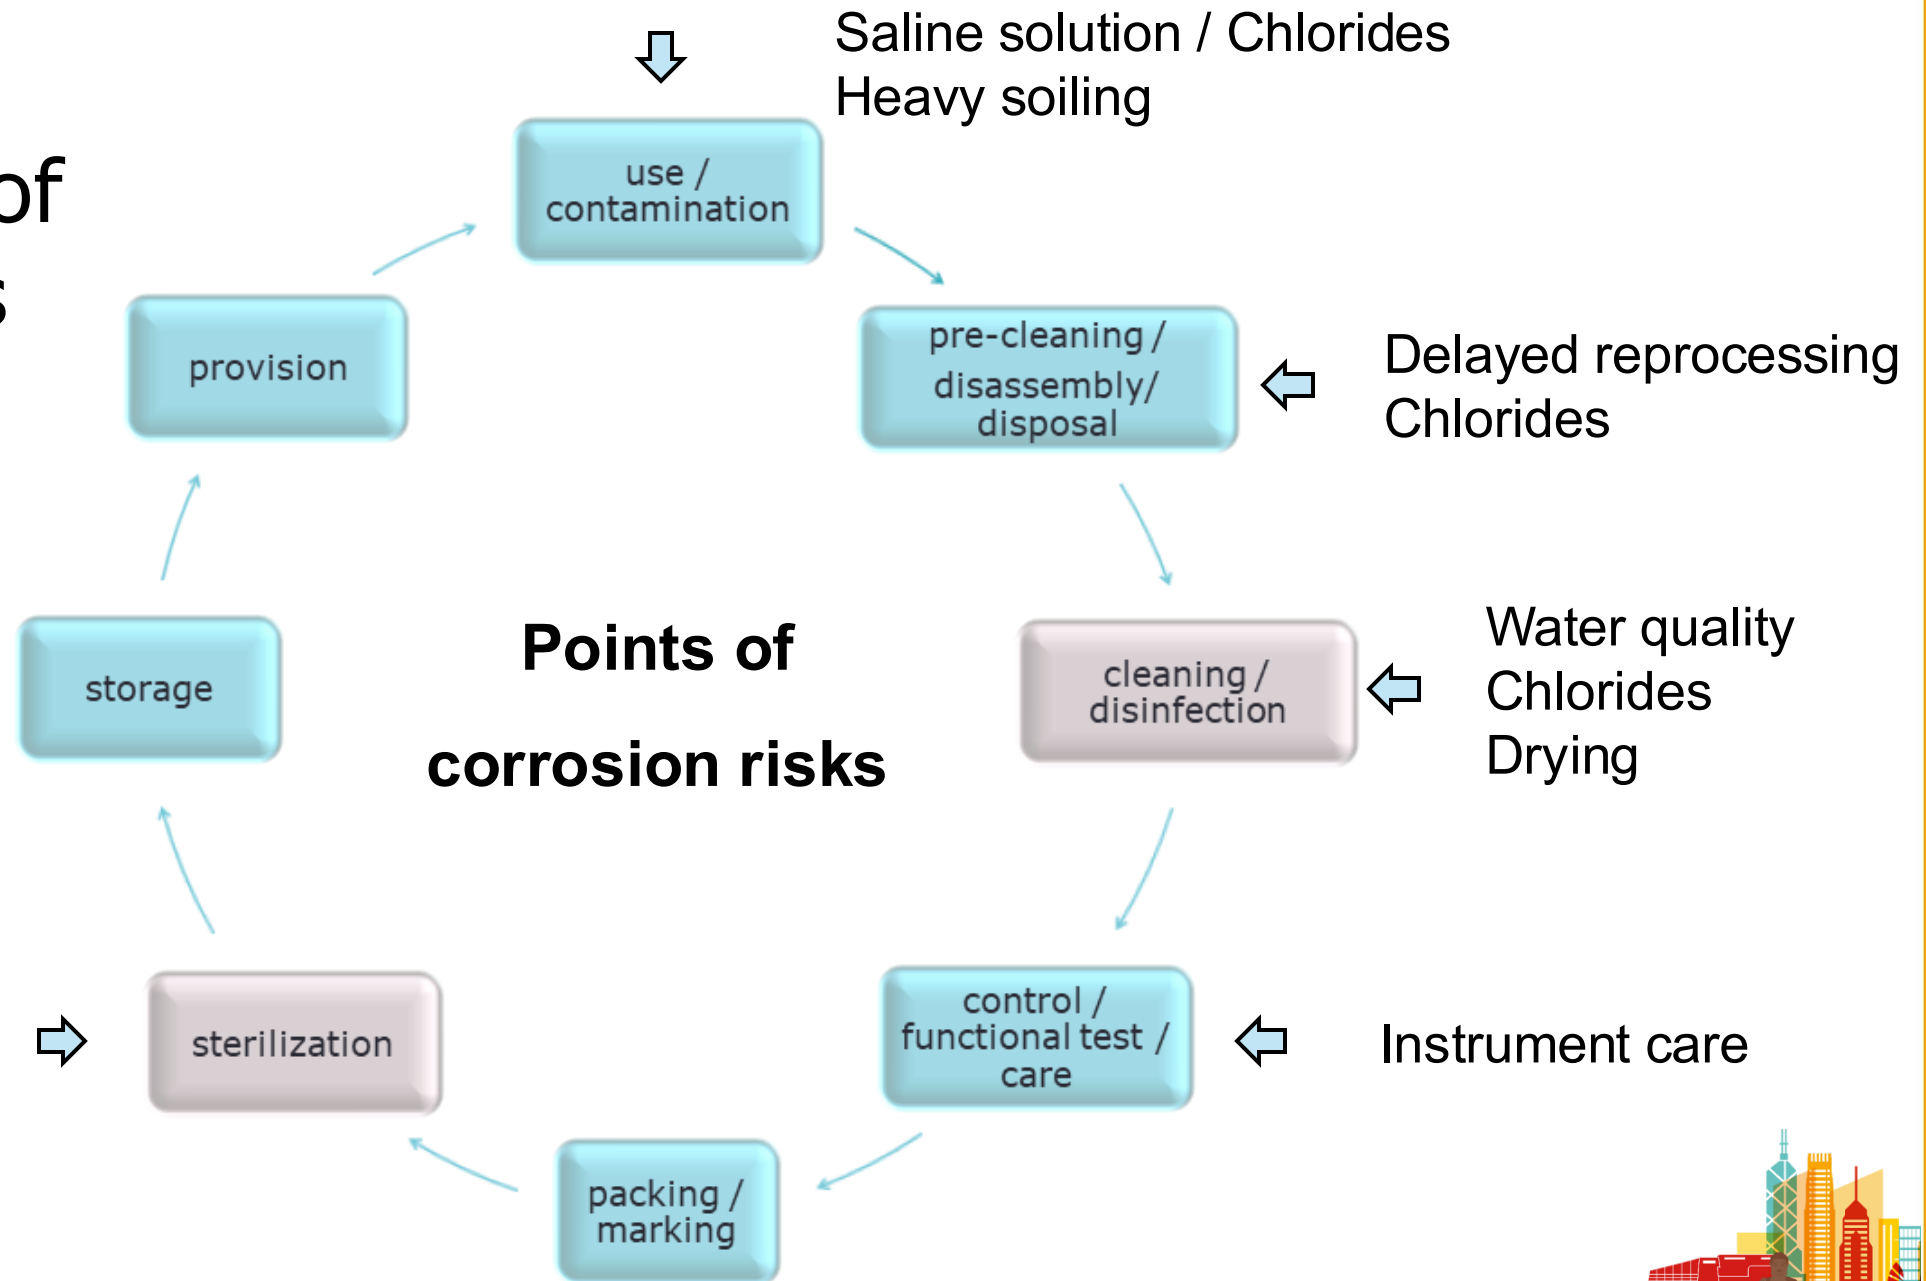 Saline solution / Chlorides
Heavy soiling
of
s
use /
contamination
pre-cleaning /
disassembly/
disposal
Delayed reprocessing
Chlorides
provision
cleaning /
disinfection
Water quality
Chlorides
Drying
storage
Points of
corrosion risks
control /
functional test /
care
Instrument care
sterilization
packing /
marking